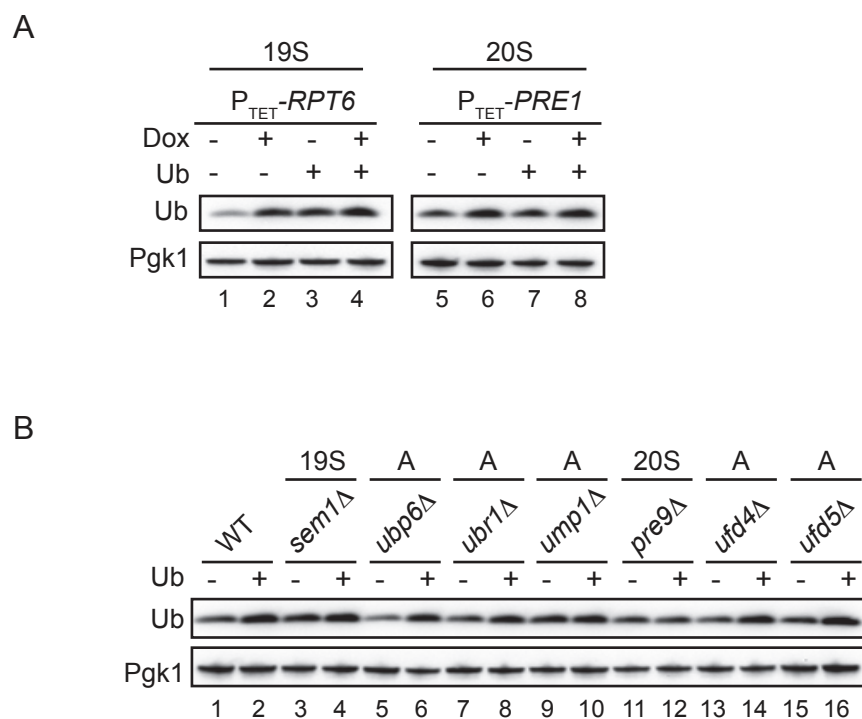 A
19S 20S
P_TET-RPT6 P_TET-PRE1
Dox - + - + - + - +
Ub - - + + - - + +
Ub
Pgk1
1 2 3 4 5 6 7 8
B
19S A A A 20S A A
WT sem1Δ ubp6Δ ubr1Δ ump1Δ pre9Δ ufd4Δ ufd5Δ
Ub - + - + - + - + - + - + - + - +
Ub
Pgk1
1 2 3 4 5 6 7 8 9 10 11 12 13 14 15 16